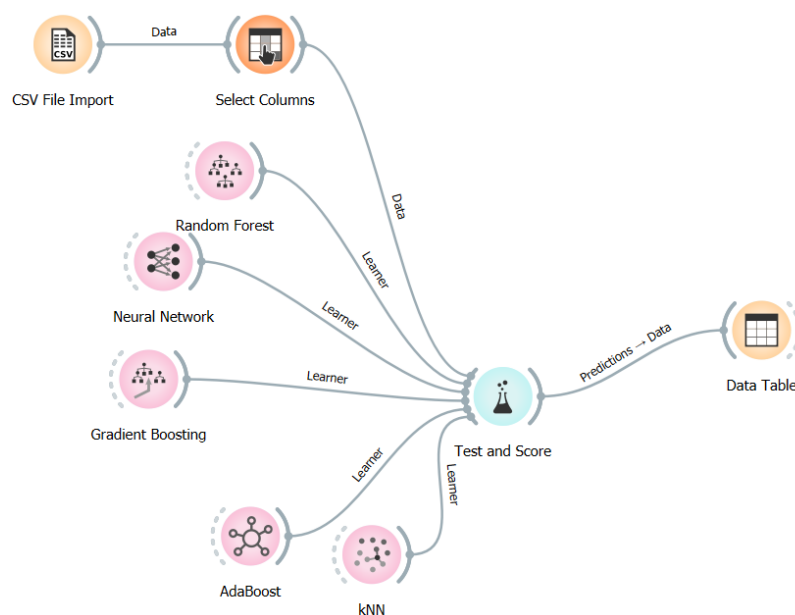 Data
CSV
CSV File Import
Select Columns
Random Forest
Data
Learner
Neural Network
Learner
Predictions → Data
Learner
Data Table
Gradient Boosting
Test and Score
Learner
Learner
AdaBoost
kNN